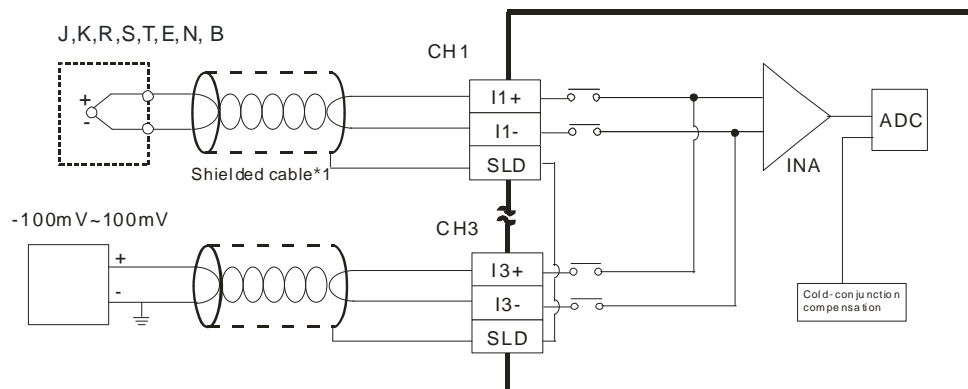 J,K,R,S,T,E,N, B
CH1
+
-
I1+
I1-
SLD
Shielded cable*1
INA
ADC
-100mV~100mV
CH3
+
-
I3+
I3-
SLD
Cold-conjunction
compensation